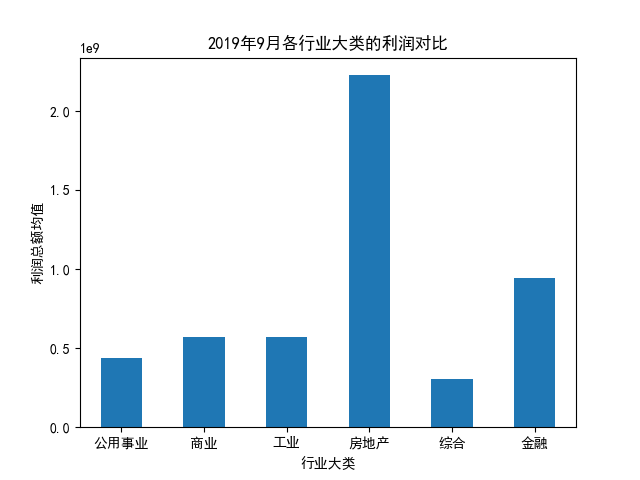 2019年9月各行业大类的利润对比
1e9
2.0
1.5
1.0
0.5
0.0
利润总额均值
公用事业 商业 工业 房地产 综合 金融
行业大类